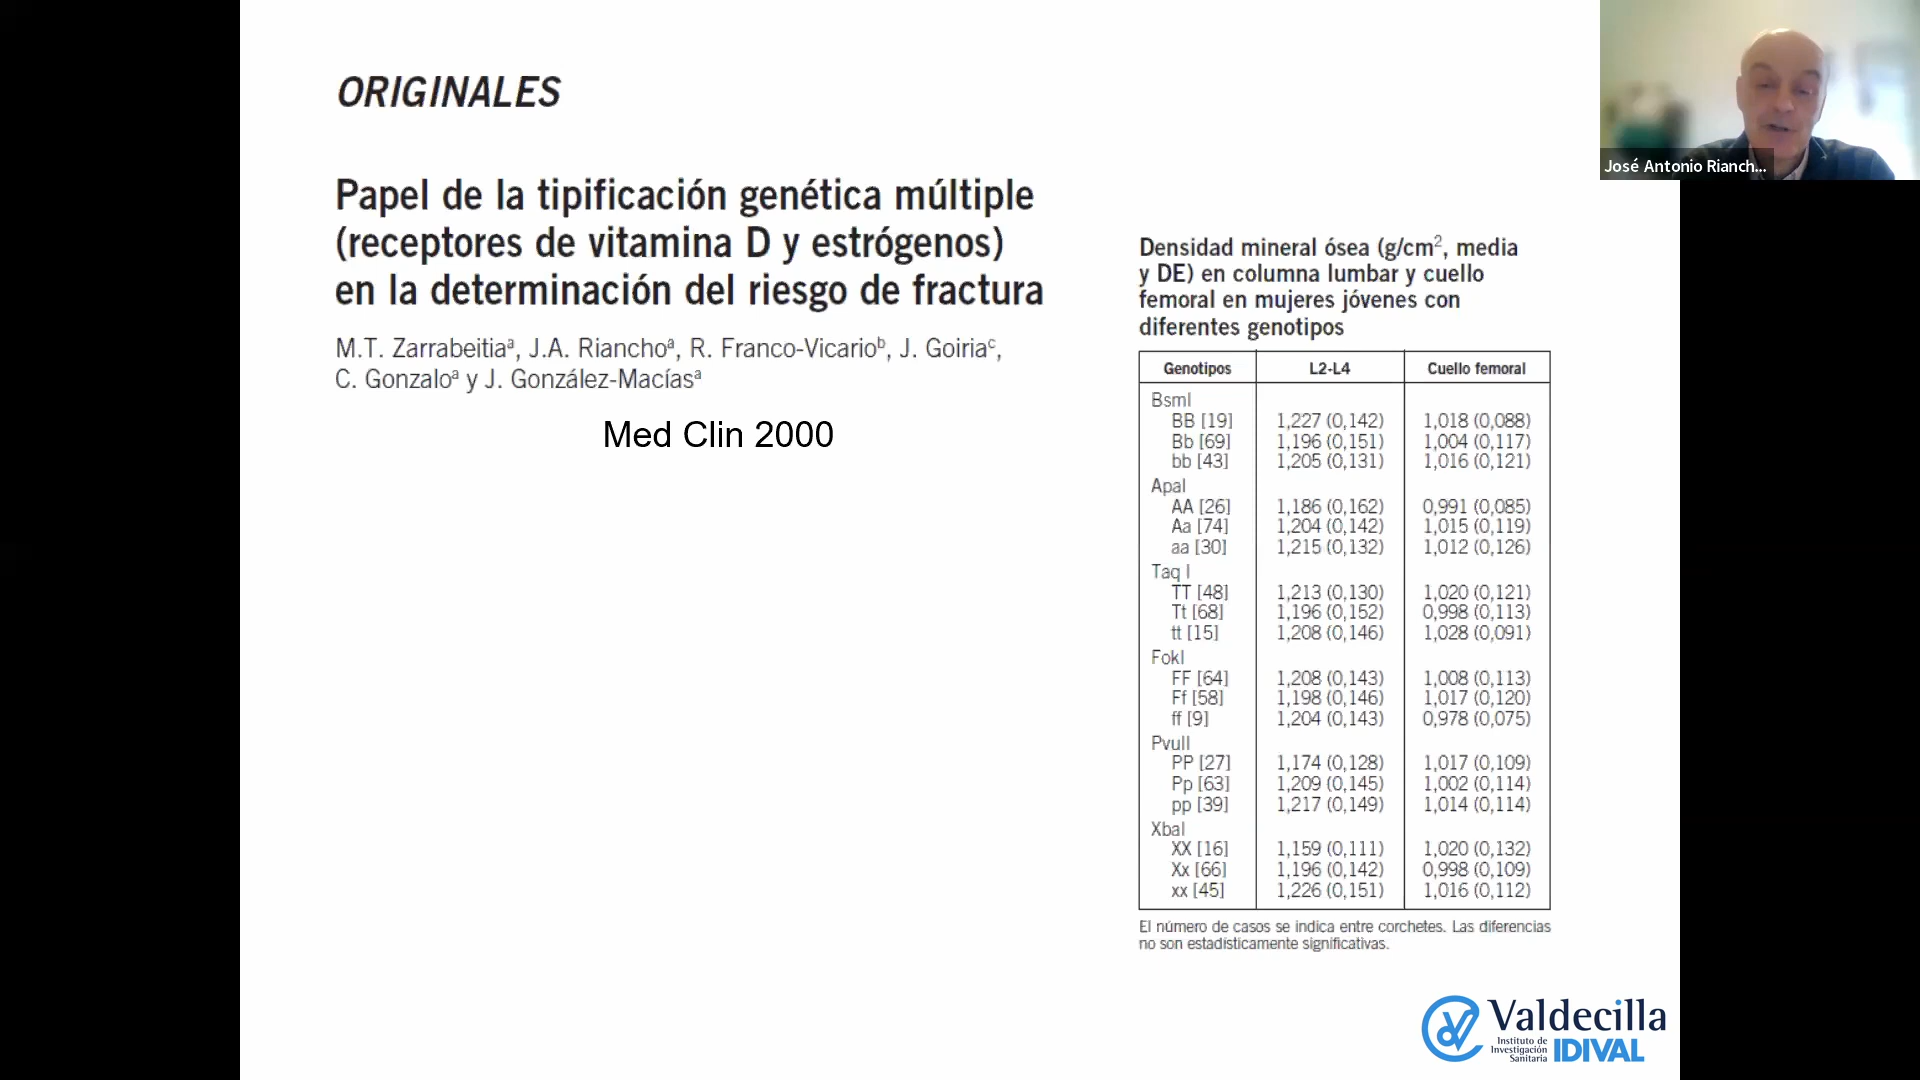 ORIGINALES
Papel de la tipificación genética múltiple
(receptores de vitamina D y estrógenos)
en la determinación del riesgo de fractura
M.T. Zarrabeitiaª, J.A. Rianchoª, R. Franco-Vicarioᵇ, J. Goiriaᶜ,
C. Gonzaloª y J. González-Macíasª
Med Clin 2000
José Antonio Rianch...
Densidad mineral ósea (g/cm², media
y DE) en columna lumbar y cuello
femoral en mujeres jóvenes con
diferentes genotipos
Genotipos L2-L4 Cuello femoral
BsmI
BB [19] 1,227 (0,142) 1,018 (0,088)
Bb [69] 1,196 (0,151) 1,004 (0,117)
bb [43] 1,205 (0,131) 1,016 (0,121)
ApaI
AA [26] 1,186 (0,162) 0,991 (0,085)
Aa [74] 1,204 (0,142) 1,015 (0,119)
aa [30] 1,215 (0,132) 1,012 (0,126)
Taq I
TT [48] 1,213 (0,130) 1,020 (0,121)
Tt [68] 1,196 (0,152) 0,998 (0,113)
tt [15] 1,208 (0,146) 1,028 (0,091)
FokI
FF [64] 1,208 (0,143) 1,008 (0,113)
Ff [58] 1,198 (0,146) 1,017 (0,120)
ff [9] 1,204 (0,143) 0,978 (0,075)
PvuII
PP [27] 1,174 (0,128) 1,017 (0,109)
Pp [63] 1,209 (0,145) 1,002 (0,114)
pp [39] 1,217 (0,149) 1,014 (0,114)
XbaI
XX [16] 1,159 (0,111) 1,020 (0,132)
Xx [66] 1,196 (0,142) 0,998 (0,109)
xx [45] 1,226 (0,151) 1,016 (0,112)
El número de casos se indica entre corchetes. Las diferencias
no son estadísticamente significativas.
Valdecilla
Instituto de
Investigación
Sanitaria
IDIVAL